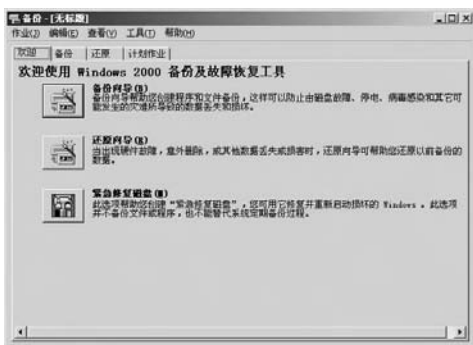 备份 - [无标题]
作业(J) 编辑(E) 查看(V) 工具(T) 帮助(H)
欢迎 备份 还原 计划作业
欢迎使用 Windows 2000 备份及故障恢复工具
备份向导(B)
备份向导帮助您创建程序和文件备份，这样可以防止由磁盘故障、停电、病毒感染和其它可
能发生的灾难所导致的数据丢失和损坏。
还原向导(R)
当出现硬件故障，意外删除，或其他数据丢失或损害时，还原向导可帮助您还原以前备份的
数据。
紧急修复磁盘(M)
此选项帮助您创建“紧急修复磁盘”，您可用它修复并重新启动损坏的 Windows 。此选项
并不备份文件或程序，也不能替代系统定期备份过程。